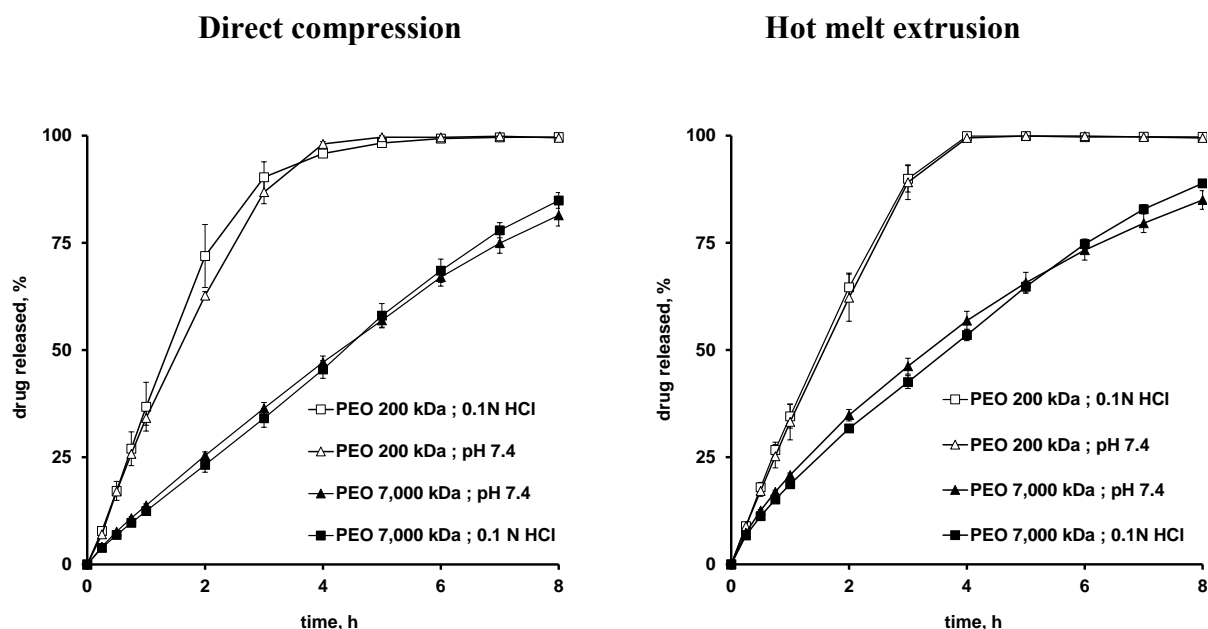 Direct compression
Hot melt extrusion
100
75
50
25
0
0 2 4 6 8
drug released, %
time, h
PEO 200 kDa ; 0.1N HCl
PEO 200 kDa ; pH 7.4
PEO 7,000 kDa ; pH 7.4
PEO 7,000 kDa ; 0.1 N HCl
100
75
50
25
0
0 2 4 6 8
drug released, %
time, h
PEO 200 kDa ; 0.1N HCl
PEO 200 kDa ; pH 7.4
PEO 7,000 kDa ; pH 7.4
PEO 7,000 kDa ; 0.1N HCl